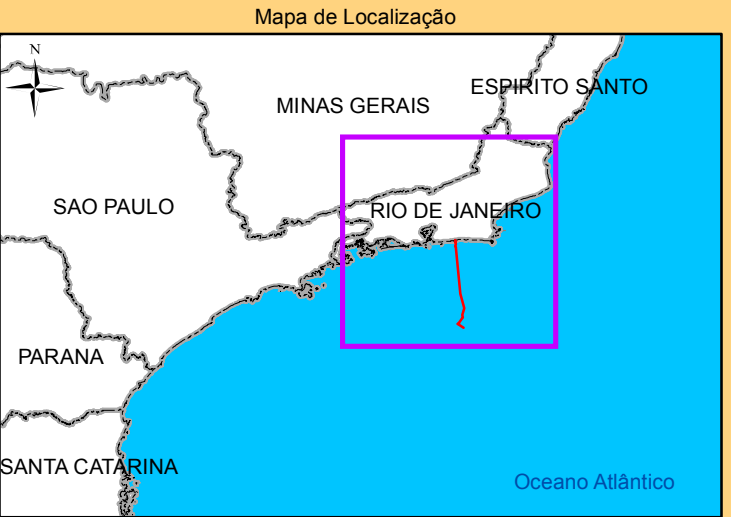 Mapa de Localização
N
ESPIRITO SANTO
MINAS GERAIS
SAO PAULO
RIO DE JANEIRO
PARANA
SANTA CATARINA
Oceano Atlântico